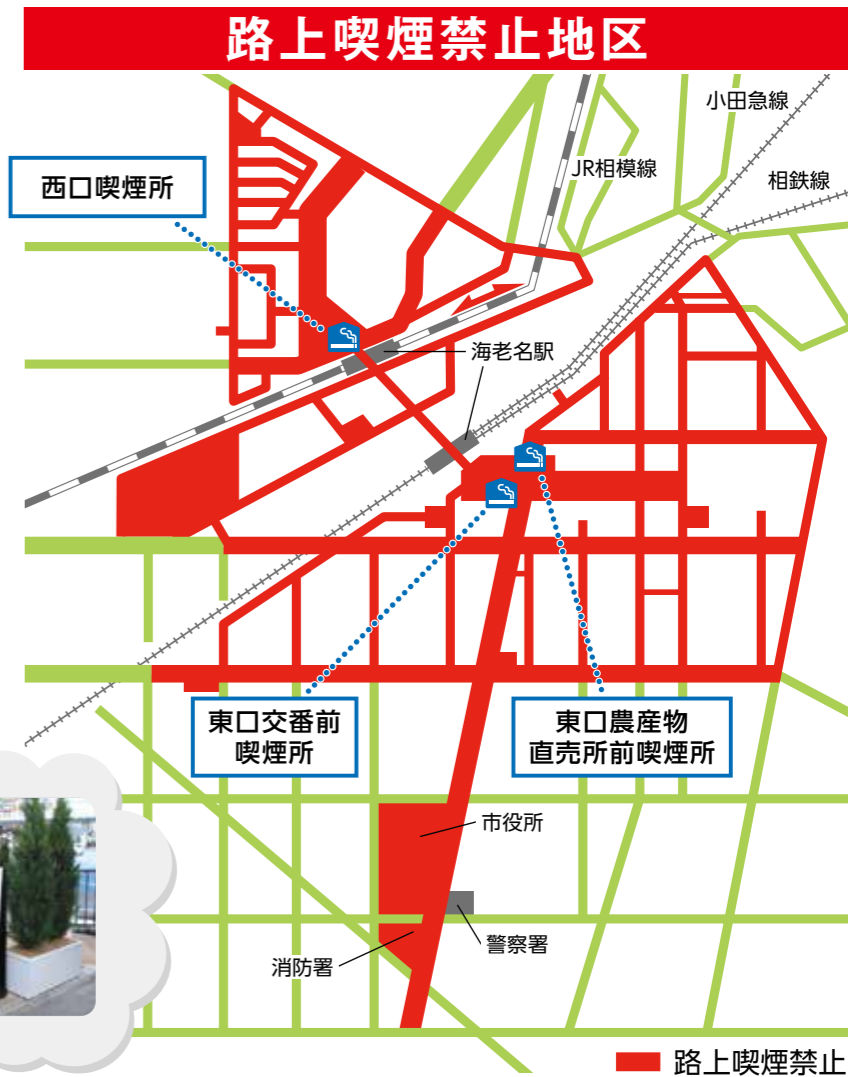 路上喫煙禁止地区
小田急線
JR相模線
相鉄線
西口喫煙所
海老名駅
東口交番前
喫煙所
東口農産物
直売所前喫煙所
市役所
警察署
消防署
路上喫煙禁止